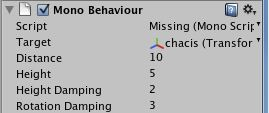 Mono Behaviour
Script Missing (Mono Scrip
Target chacis (Transfor
Distance 10
Height 5
Height Damping 2
Rotation Damping 3